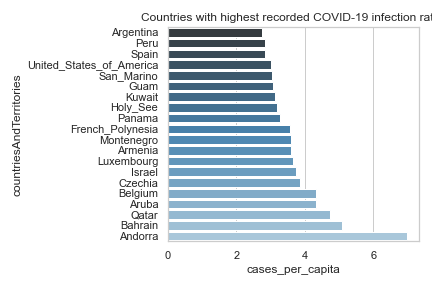 Countries with highest recorded COVID-19 infection rat
countriesAndTerritories
Argentina
Peru
Spain
United_States_of_America
San_Marino
Guam
Kuwait
Holy_See
Panama
French_Polynesia
Montenegro
Armenia
Luxembourg
Israel
Czechia
Belgium
Aruba
Qatar
Bahrain
Andorra
0 2 4 6
cases_per_capita